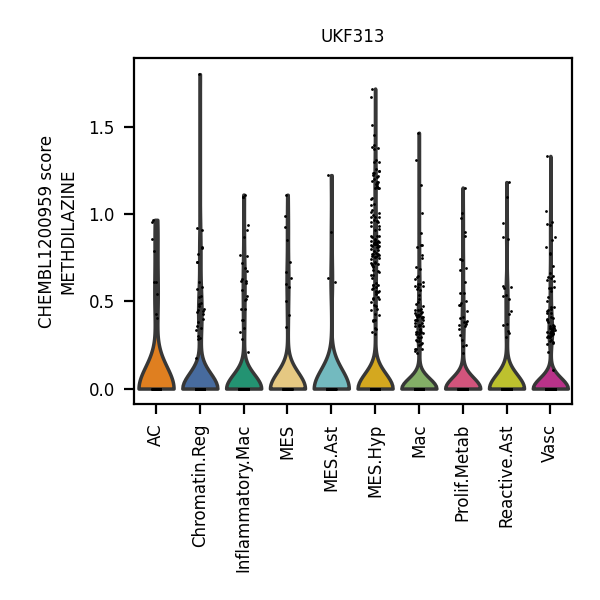 UKF313
CHEMBL1200959 score
METHDILAZINE
1.5
1.0
0.5
0.0
AC
Chromatin.Reg
Inflammatory.Mac
MES
MES.Ast
MES.Hyp
Mac
Prolif.Metab
Reactive.Ast
Vasc